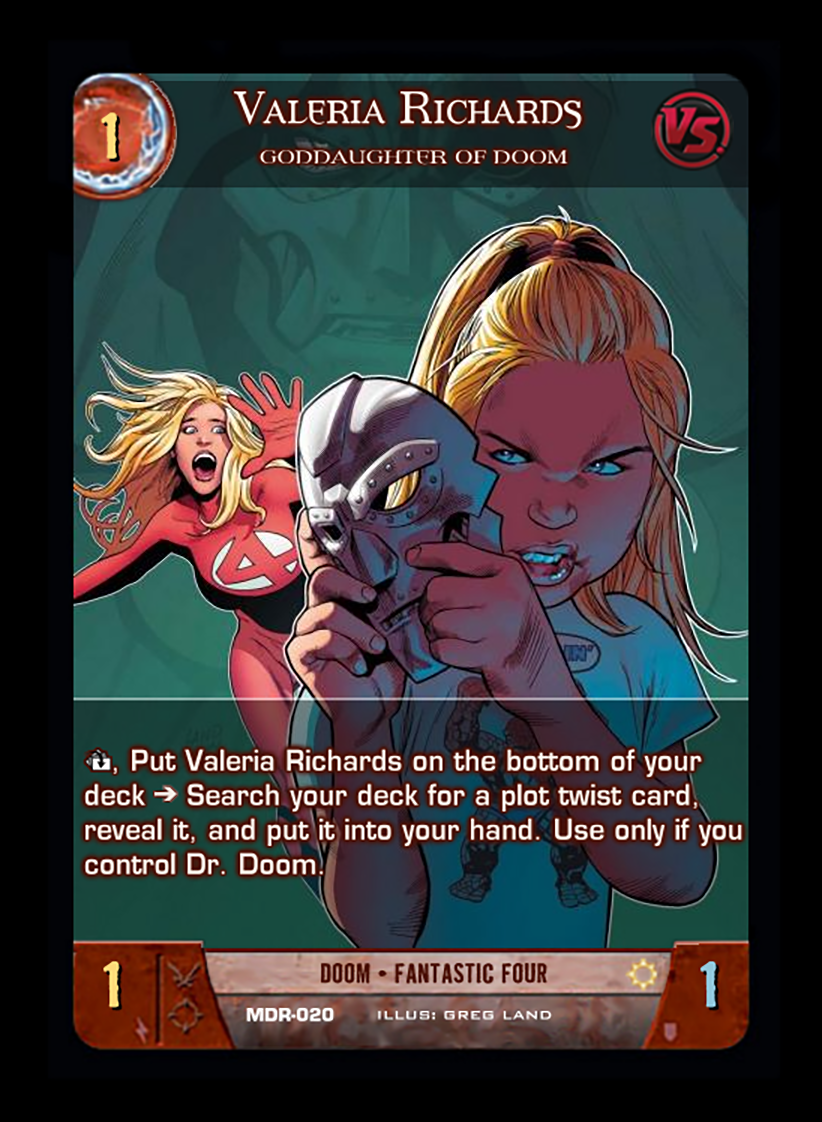 1
Valeria Richards
VS.
GODDAUGHTER OF DOOM
IN'
, Put Valeria Richards on the bottom of your
deck → Search your deck for a plot twist card,
reveal it, and put it into your hand. Use only if you
control Dr. Doom.
1
DOOM • FANTASTIC FOUR
1
MDR-020 ILLUS: GREG LAND